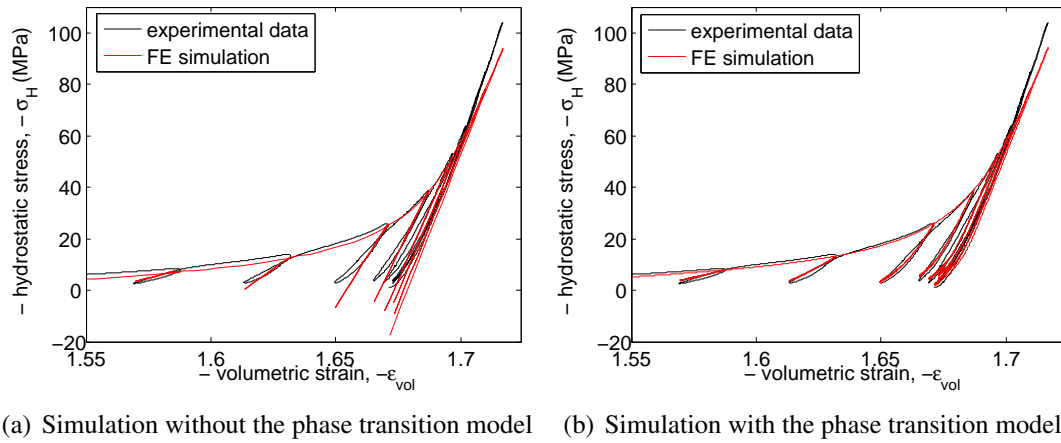 100
80
60
40
20
0
−20
− hydrostatic stress, − σH (MPa)
experimental data
FE simulation
1.55 1.6 1.65 1.7
− volumetric strain, −εvol
(a) Simulation without the phase transition model
100
80
60
40
20
0
−20
− hydrostatic stress, − σH (MPa)
experimental data
FE simulation
1.55 1.6 1.65 1.7
− volumetric strain, −εvol
(b) Simulation with the phase transition model